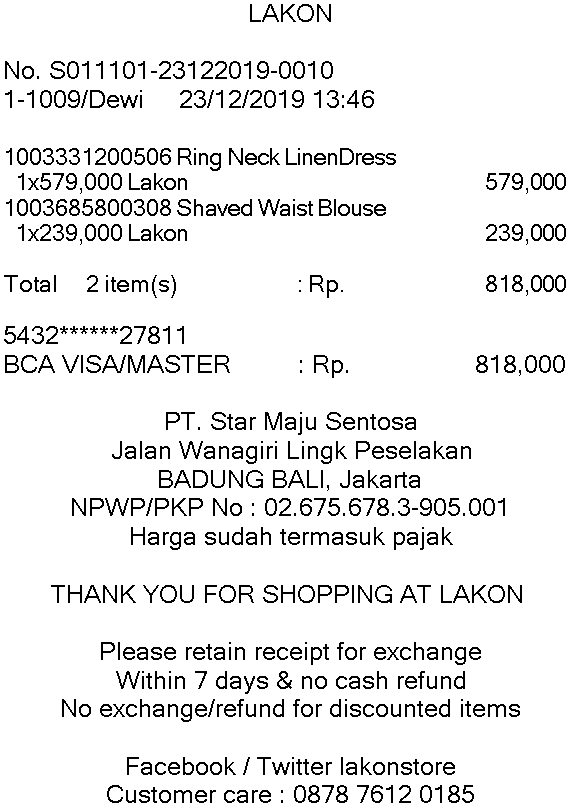 LAKON
No. S011101-23122019-0010
1-1009/Dewi 23/12/2019 13:46
1003331200506 Ring Neck LinenDress
1x579,000 Lakon 579,000
1003685800308 Shaved Waist Blouse
1x239,000 Lakon 239,000
Total 2 item(s) : Rp. 818,000
5432******27811
BCA VISA/MASTER : Rp. 818,000
PT. Star Maju Sentosa
Jalan Wanagiri Lingk Peselakan
BADUNG BALI, Jakarta
NPWP/PKP No : 02.675.678.3-905.001
Harga sudah termasuk pajak
THANK YOU FOR SHOPPING AT LAKON
Please retain receipt for exchange
Within 7 days & no cash refund
No exchange/refund for discounted items
Facebook / Twitter lakonstore
Customer care : 0878 7612 0185